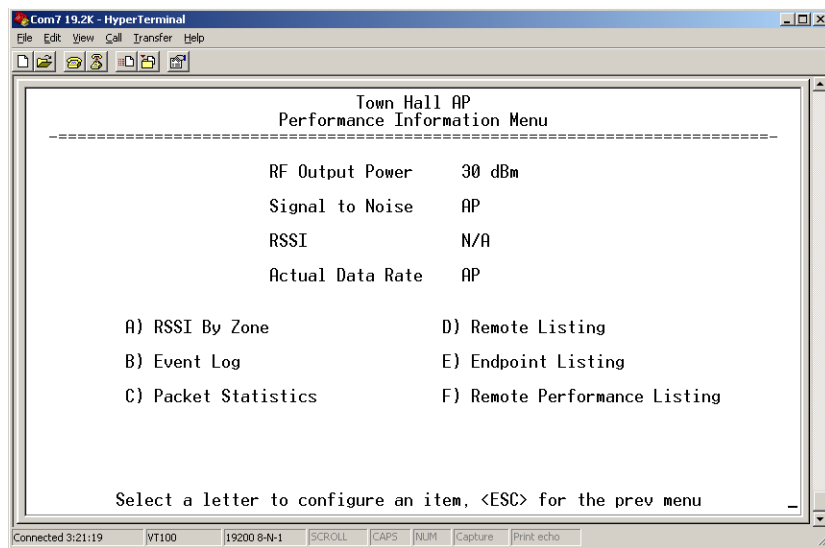 Com7 19.2K - HyperTerminal
File Edit View Call Transfer Help
Town Hall AP
Performance Information Menu
-==========================================================================-
RF Output Power 30 dBm
Signal to Noise AP
RSSI N/A
Actual Data Rate AP
A) RSSI By Zone D) Remote Listing
B) Event Log E) Endpoint Listing
C) Packet Statistics F) Remote Performance Listing
Select a letter to configure an item, <ESC> for the prev menu _
Connected 3:21:19 VT100 19200 8-N-1 SCROLL CAPS NUM Capture Print echo